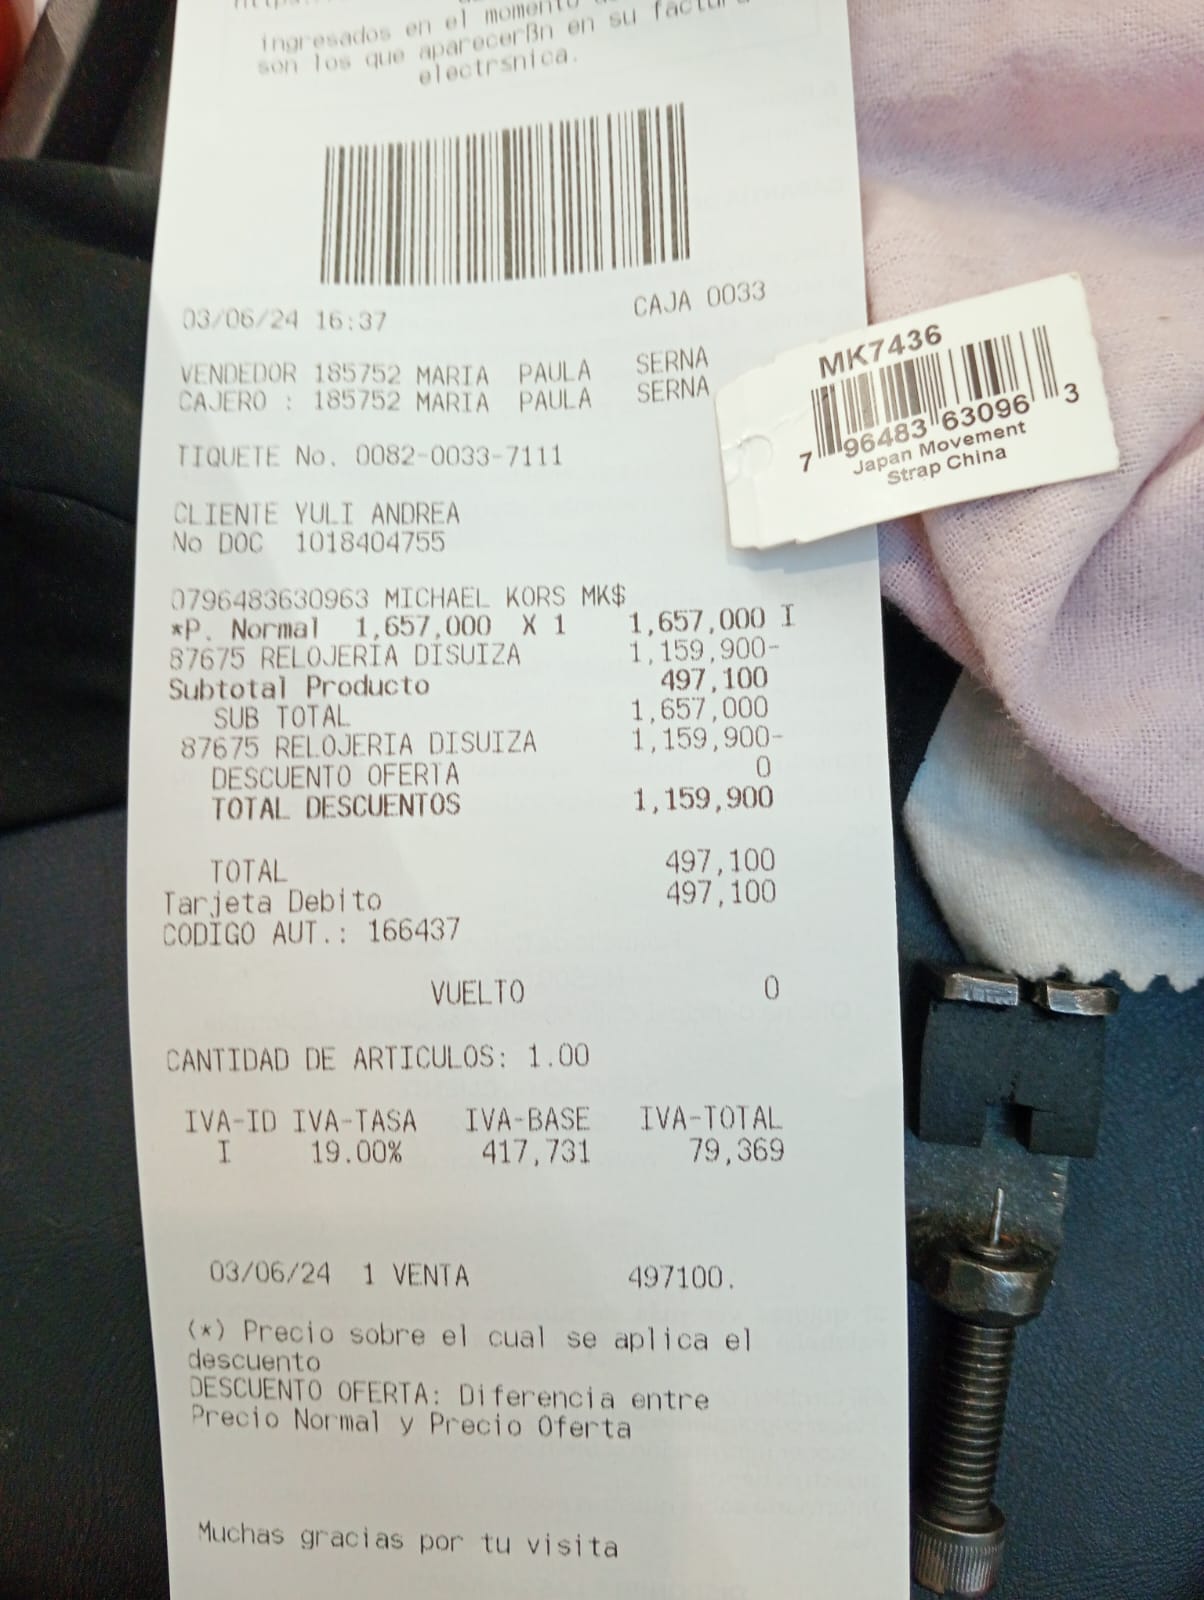 ingresados en el momento
son los que aparecerßn en su factura
electrsnica.
03/06/24 16:37 CAJA 0033
VENDEDOR 185752 MARIA PAULA SERNA
CAJERO : 185752 MARIA PAULA SERNA
TIQUETE No. 0082-0033-7111
CLIENTE YULI ANDREA
No DOC 1018404755
0796483630963 MICHAEL KORS MK$
*P. Normal 1,657,000 X 1 1,657,000 I
87675 RELOJERIA DISUIZA 1,159,900-
Subtotal Producto 497,100
SUB TOTAL 1,657,000
87675 RELOJERIA DISUIZA 1,159,900-
DESCUENTO OFERTA 0
TOTAL DESCUENTOS 1,159,900
TOTAL 497,100
Tarjeta Debito 497,100
CODIGO AUT.: 166437
VUELTO 0
CANTIDAD DE ARTICULOS: 1.00
IVA-ID IVA-TASA IVA-BASE IVA-TOTAL
I 19.00% 417,731 79,369
03/06/24 1 VENTA 497100.
(*) Precio sobre el cual se aplica el
descuento
DESCUENTO OFERTA: Diferencia entre
Precio Normal y Precio Oferta
Muchas gracias por tu visita
MK7436
7 96483 63096 3
Japan Movement
Strap China